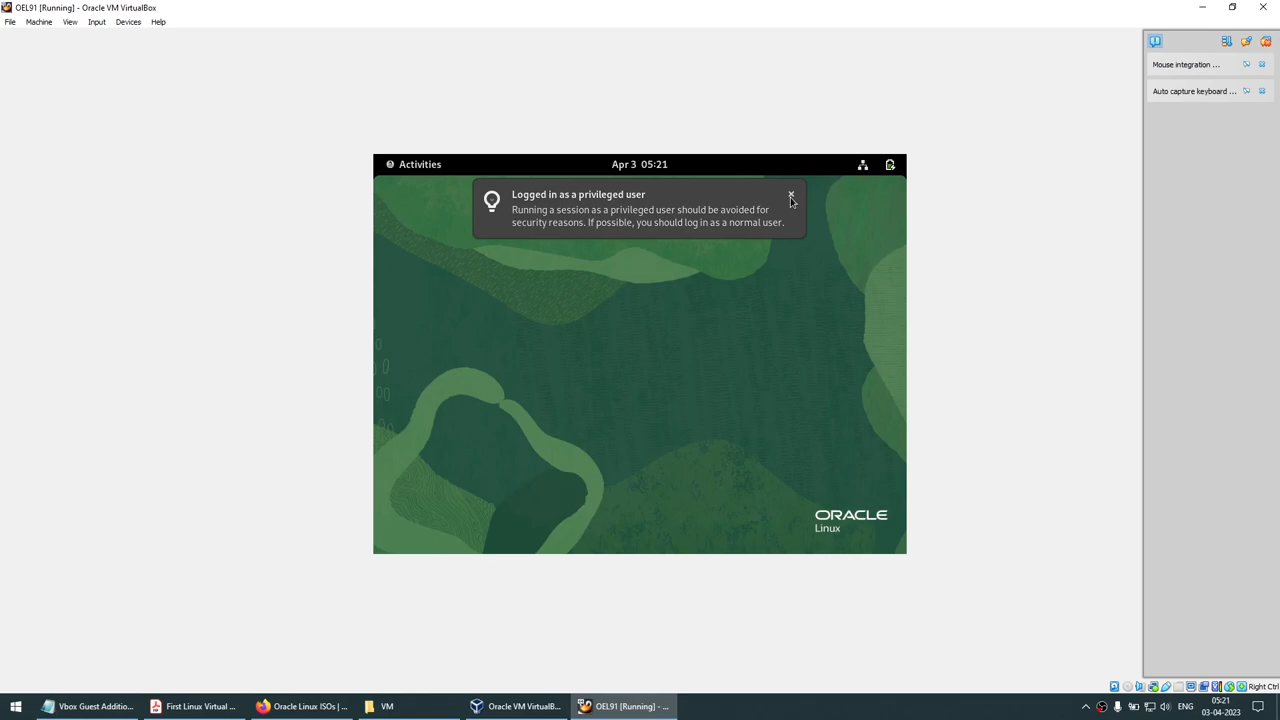 OEL91 [Running] - Oracle VM VirtualBox
File Machine View Input Devices Help
Mouse integration ...
Auto capture keyboard ...
Activities
Apr 3 05:21
Logged in as a privileged user
Running a session as a privileged user should be avoided for
security reasons. If possible, you should log in as a normal user.
ORACLE
Linux
Right Ctrl
Vbox Guest Additio...
First Linux Virtual ...
Oracle Linux ISOs | ...
VM
Oracle VM VirtualB...
OEL91 [Running] - ...
ENG
05:21
03-04-2023